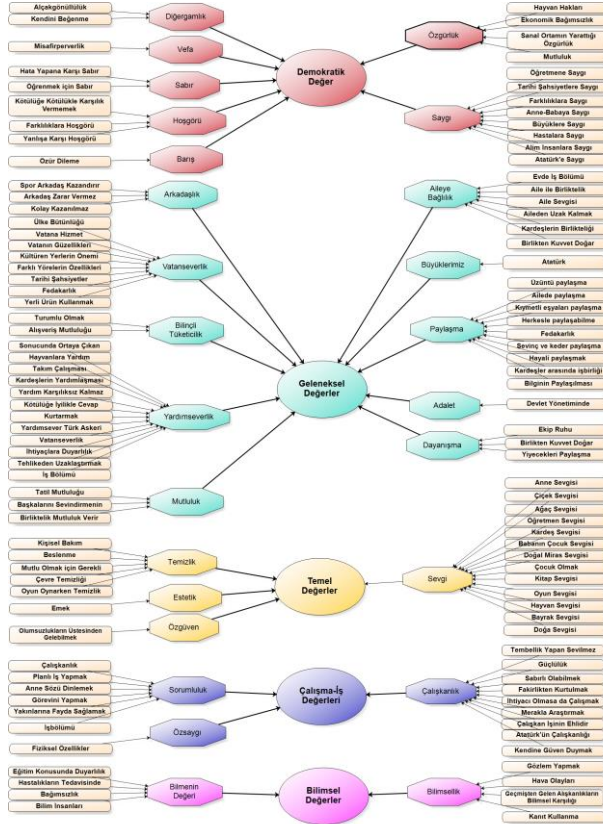 Alçakgönüllülük
Kendini Beğenme
Misafirperverlik
Hata Yapana Karşı Sabır
Öğrenmek için Sabır
Kötülüğe Kötülükle Karşılık
Vermemek
Farklılıklara Hoşgörü
Yanlışa Karşı Hoşgörü
Özür Dileme
Diğergamlık
Vefa
Sabır
Hoşgörü
Barış
Demokratik
Değer
Özgürlük
Saygı
Hayvan Hakları
Ekonomik Bağımsızlık
Sanal Ortamın Yarattığı
Özgürlük
Mutluluk
Öğretmene Saygı
Tarihi Şahsiyetlere Saygı
Farklılıklara Saygı
Anne-Babaya Saygı
Büyüklere Saygı
Hastalara Saygı
Alim İnsanlara Saygı
Atatürk'e Saygı
Spor Arkadaş Kazandırır
Arkadaş Zarar Vermez
Kolay Kazanılmaz
Ülke Bütünlüğü
Vatana Hizmet
Vatanın Güzellikleri
Kültüren Yerlerin Önemi
Farklı Yörelerin Özellikleri
Tarihi Şahsiyetler
Fedakarlık
Yerli Ürün Kullanmak
Turumlu Olmak
Alışveriş Mutluluğu
Sonucunda Ortaya Çıkan
Hayvanlara Yardım
Takım Çalışması
Kardeşlerin Yardımlaşması
Yardım Karşılıksız Kalmaz
Kötülüğe İyilikle Cevap
Kurtarmak
Yardımsever Türk Askeri
Vatanseverlik
İhtiyaçlara Duyarlılık
Tehlikeden Uzaklaştırmak
İş Bölümü
Tatil Mutluluğu
Başkalarını Sevindirmenin
Birliktelik Mutluluk Verir
Arkadaşlık
Vatanseverlik
Bilinçli
Tüketicilik
Yardımseverlik
Mutluluk
Geleneksel
Değerler
Aileye
Bağlılık
Büyüklerimiz
Paylaşma
Adalet
Dayanışma
Evde İş Bölümü
Aile ile Birliktelik
Aile Sevgisi
Aileden Uzak Kalmak
Kardeşlerin Birlikteliği
Birlikten Kuvvet Doğar
Atetürk
Üzüntü paylaşma
Ailede paylaşma
Kıymetli eşyaları paylaşma
Herkesle paylaşabilme
Fedakarlık
Sevinç ve keder paylaşma
Hayali paylaşmak
Kardeşler arasında işbirliği
Bilginin Paylaşılması
Devlet Yönetiminde
Ekip Ruhu
Birlikten Kuvvet Doğar
Yiyecekleri Paylaşma
Kişisel Bakım
Beslenme
Mutlu Olmak için Gerekli
Çevre Temizliği
Oyun Oynarken Temizlik
Emek
Olumsuzlukların Üstesinden
Gelebilmek
Temizlik
Estetik
Özgüven
Temel
Değerler
Sevgi
Anne Sevgisi
Çiçek Sevgisi
Ağaç Sevgisi
Öğretmen Sevgisi
Kardeş Sevgisi
Babanın Çocuk Sevgisi
Doğal Miras Sevgisi
Çocuk Olmak
Kitap Sevgisi
Oyun Sevgisi
Hayvan Sevgisi
Bayrak Sevgisi
Doğa Sevgisi
Çalışkanlık
Planlı İş Yapmak
Anne Sözü Dinlemek
Görevini Yapmak
Yakınlarına Fayda Sağlamak
İşbölümü
Fiziksel Özellikler
Sorumluluk
Özsaygı
Çalışma-İş
Değerleri
Çalışkanlık
Tembellik Yapan Sevilmez
Güçlülük
Sabırlı Olabilmek
Fakirlikten Kurtulmak
İhtiyacı Olmasa da Çalışmak
Merakla Araştırmak
Çalışkan İşinin Ehlidir
Atatürk'ün Çalışkanlığı
Kendine Güven Duymak
Eğitim Konusunda Duyarlılık
Hastalıkların Tedavisinde
Bağımsızlık
Bilim İnsanları
Bilmenin
Değeri
Bilimsel
Değerler
Bilimsellik
Gözlem Yapmak
Hava Olayları
Geçmişten Gelen Alışkanlıkların
Bilimsel Karşılığı
Kanıt Kullanma